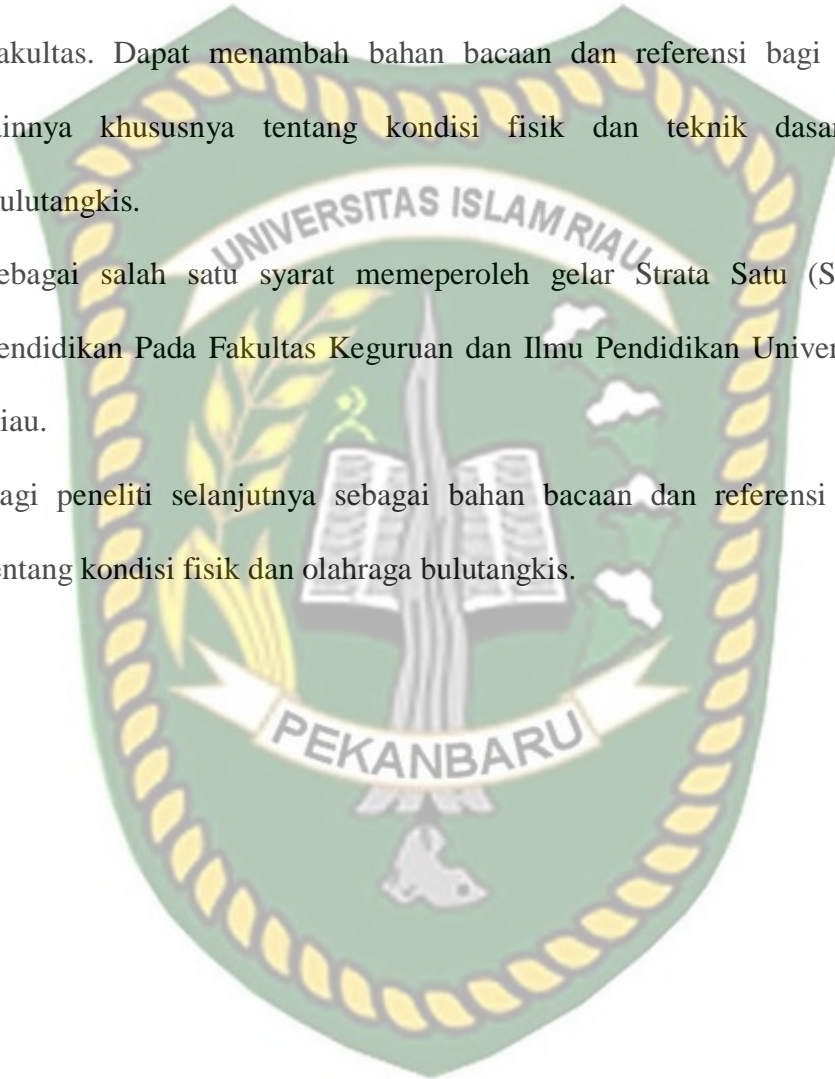 akultas. Dapat menambah bahan bacaan dan referensi bagi
innya khususnya tentang kondisi fisik dan teknik dasar
ulutangkis.
UNIVERSITAS ISLAM RIAU
ebagai salah satu syarat memeperoleh gelar Strata Satu (S
endidikan Pada Fakultas Keguruan dan Ilmu Pendidikan Univer
iau.
agi peneliti selanjutnya sebagai bahan bacaan dan referensi
entang kondisi fisik dan olahraga bulutangkis.
PEKANBARU